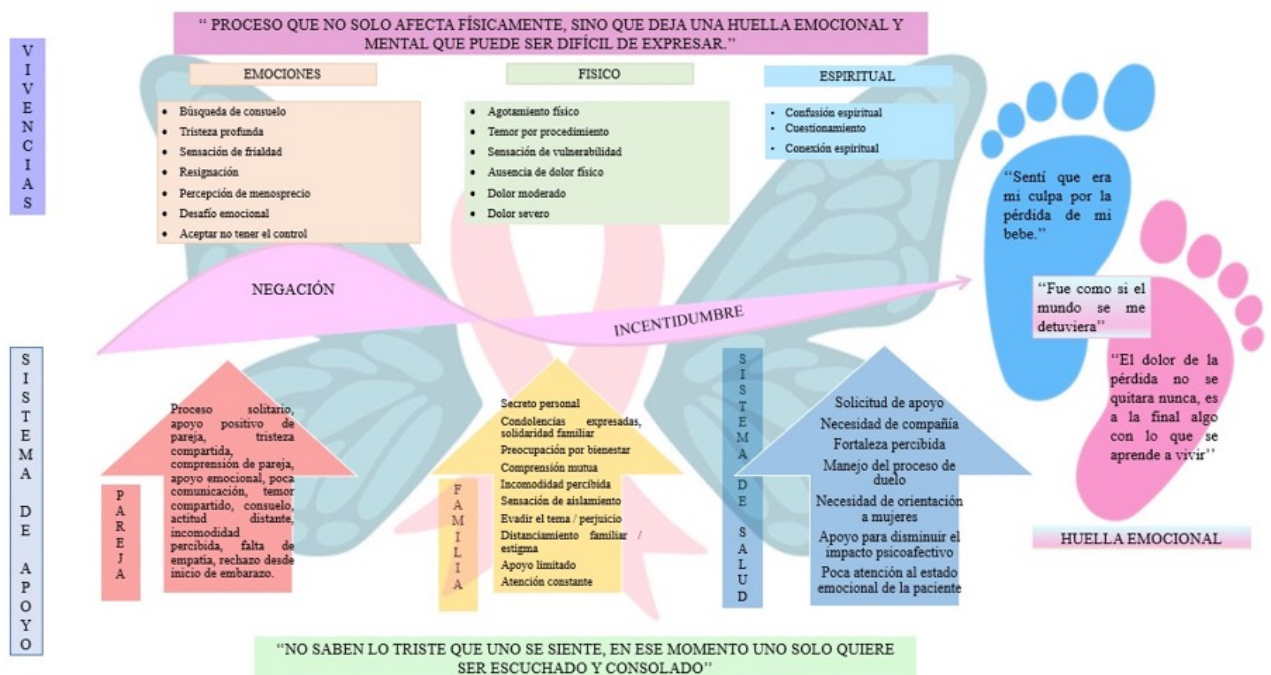 “ PROCESO QUE NO SOLO AFECTA FÍSICAMENTE, SINO QUE DEJA UNA HUELLA EMOCIONAL Y
MENTAL QUE PUEDE SER DIFÍCIL DE EXPRESAR.”
VIVENCIAS
EMOCIONES
• Búsqueda de consuelo
• Tristeza profunda
• Sensación de frialdad
• Resignación
• Percepción de menosprecio
• Desafío emocional
• Aceptar no tener el control
FISICO
• Agotamiento físico
• Temor por procedimiento
• Sensación de vulnerabilidad
• Ausencia de dolor físico
• Dolor moderado
• Dolor severo
ESPIRITUAL
• Confusión espiritual
• Cuestionamiento
• Conexión espiritual
NEGACIÓN
INCENTIDUMBRE
“Sentí que era
mi culpa por la
pérdida de mi
bebe.”
“Fue como si el
mundo se me
detuviera”
“El dolor de la
pérdida no se
quitara nunca, es
a la final algo
con lo que se
aprende a vivir”
HUELLA EMOCIONAL
SISTEMA DE APOYO
PAREJA
Proceso solitario,
apoyo positivo de
pareja, tristeza
compartida,
comprensión de pareja,
apoyo emocional, poca
comunicación, temor
compartido, consuelo,
actitud distante,
incomodidad
percibida, falta de
empatía, rechazo desde
inicio de embarazo.
FAMILIA
Secreto personal
Condolencias expresadas,
solidaridad familiar
Preocupación por bienestar
Comprensión mutua
Incomodidad percibida
Sensación de aislamiento
Evadir el tema / perjuicio
Distanciamiento familiar /
estigma
Apoyo limitado
Atención constante
SISTEMA DE SALUD
Solicitud de apoyo
Necesidad de compañía
Fortaleza percibida
Manejo del proceso de
duelo
Necesidad de orientación
a mujeres
Apoyo para disminuir el
impacto psicoafectivo
Poca atención al estado
emocional de la paciente
“NO SABEN LO TRISTE QUE UNO SE SIENTE, EN ESE MOMENTO UNO SOLO QUIERE
SER ESCUCHADO Y CONSOLADO”